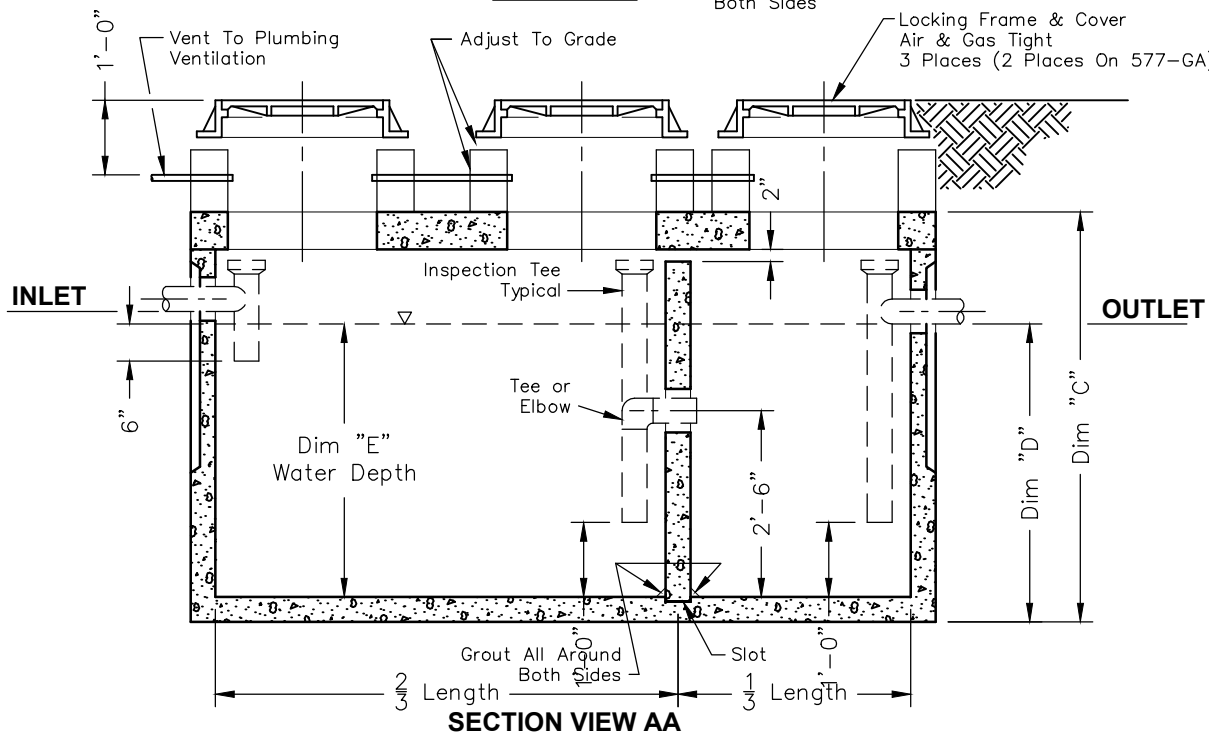 Both Sides
Locking Frame & Cover
Air & Gas Tight
3 Places (2 Places On 577-GA)
Vent To Plumbing
Ventilation
Adjust To Grade
1'-0"
2"
Inspection Tee
Typical
INLET
OUTLET
6"
Tee or
Elbow
Dim "E"
Water Depth
2'-6"
Dim "D"
Dim "C"
1'-0"
1'-0"
Grout All Around
Both Sides
Slot
2/3 Length
1/3 Length
SECTION VIEW AA